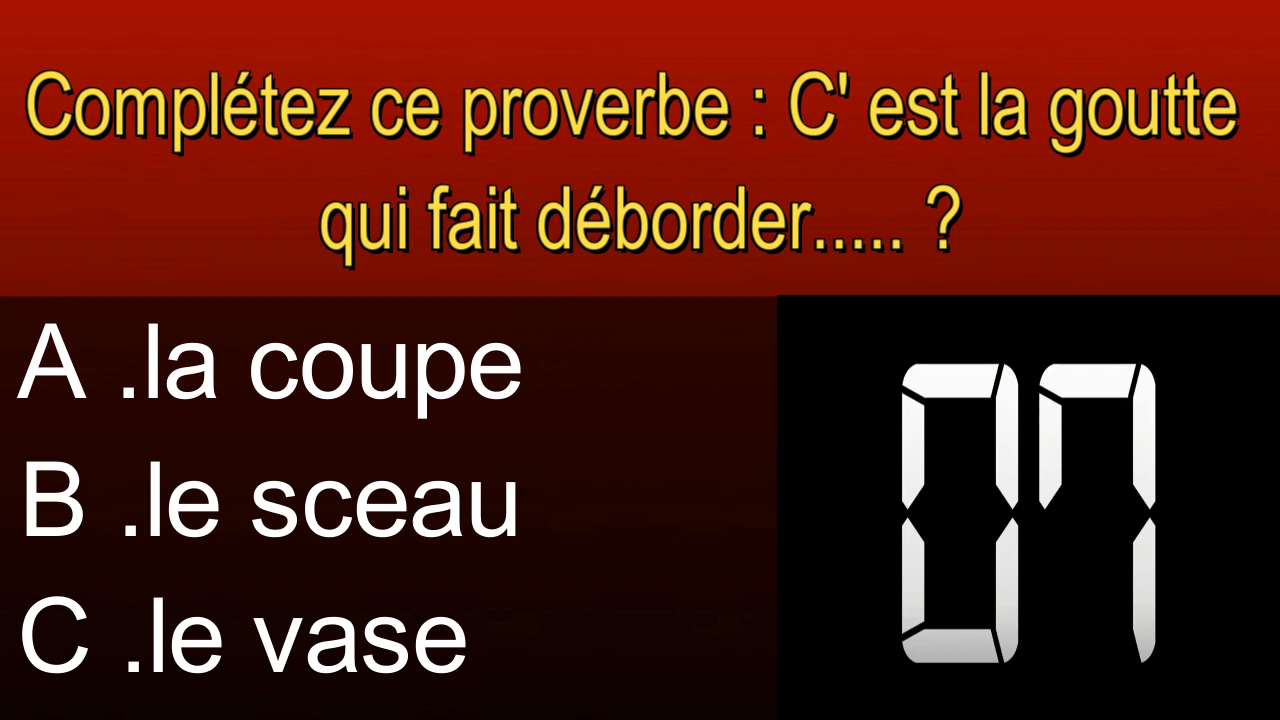 Complétez ce proverbe : C' est la goutte
qui fait déborder..... ?
A .la coupe
B .le sceau
C .le vase
07